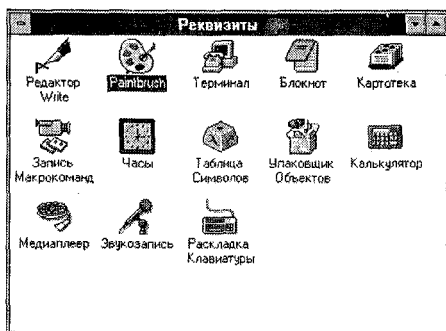 Реквизиты
Редактор Write
Paintbrush
Терминал
Блокнот
Картотека
Запись Макрокоманд
Часы
Таблица Символов
Упаковщик Объектов
Калькулятор
Медиаплеер
Звукозапись
Раскладка Клавиатуры